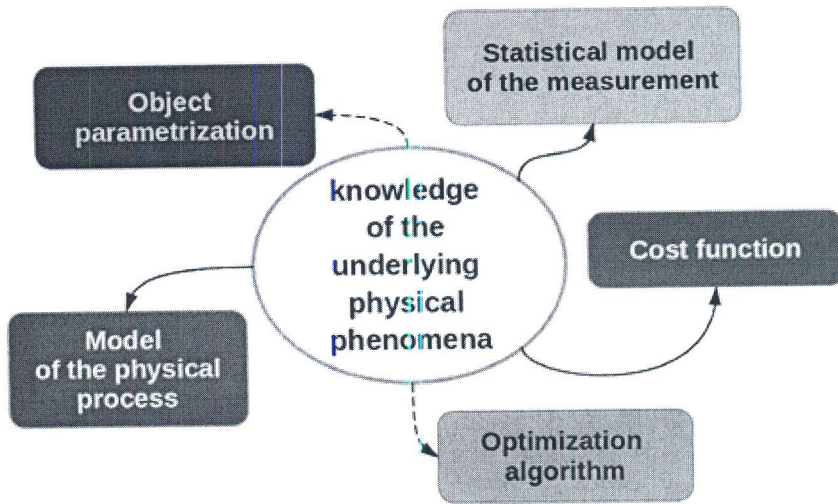 Statistical model
of the measurement
Object
parametrization
knowledge
of the
underlying
physical
phenomena
Cost function
Model
of the physical
process
Optimization
algorithm